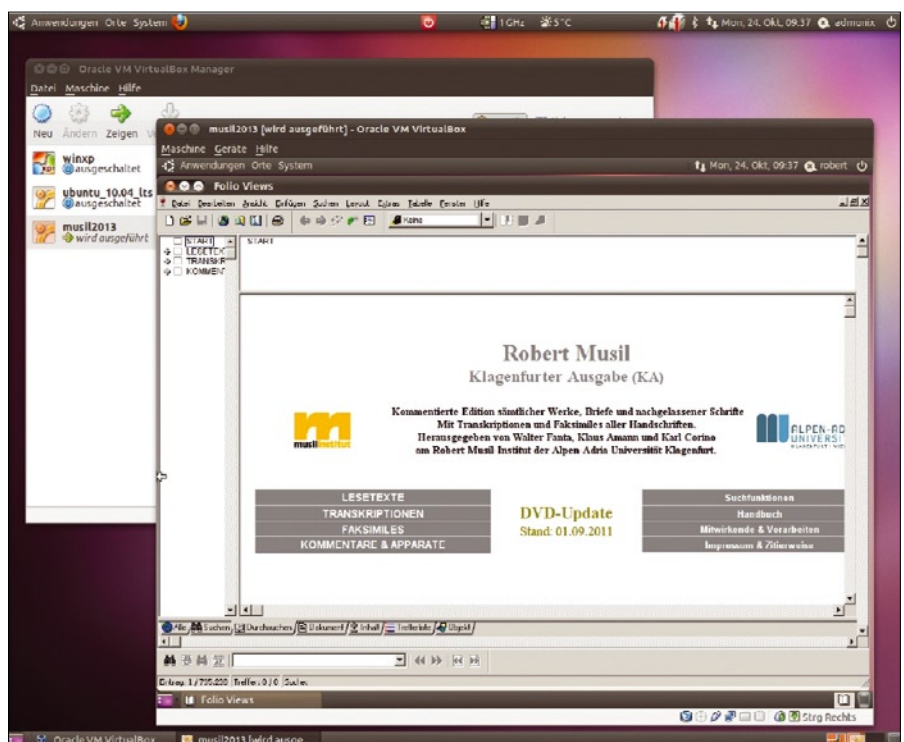 Anwendungen Orte System
1 GHz 5°C
Mon, 24. Okt, 09:37 admonix
Oracle VM VirtualBox Manager
Datei Maschine Hilfe
Neu Ändern Zeigen
winxp
ausgeschaltet
ubuntu_10.04_lts
ausgeschaltet
musil2013
wird ausgeführt
musil2013 [wird ausgeführt] - Oracle VM VirtualBox
Maschine Geräte Hilfe
Anwendungen Orte System
Mon, 24. Okt, 09:37 robert
Folio Views
Datei Bearbeiten Ansicht Einfügen Suchen Layout Extras Tabelle Fenster Hilfe
Keine
START
LESETEX
TRANSKR
KOMMENT
START
Robert Musil
Klagenfurter Ausgabe (KA)
Kommentierte Edition sämtlicher Werke, Briefe und nachgelassener Schriften
Mit Transkriptionen und Faksimiles aller Handschriften.
Herausgegeben von Walter Fanta, Klaus Amann und Karl Corino
am Robert Musil Institut der Alpen Adria Universität Klagenfurt.
musilinstitut
ALPEN-AD
UNIVERSI
LESETEXTE
TRANSKRIPTIONEN
FAKSIMILES
KOMMENTARE & APPARATE
DVD-Update
Stand: 01.09.2011
Suchfunktionen
Handbuch
Mitwirkende & Vorarbeiten
Impressum & Zitierweise
Alle Suchen Durchsuchen Dokument Inhalt Trefferliste Objekt
Treffer: 0 / 0 Suche:
Folio Views
Strg Rechts
Oracle VM VirtualBox
musil2013 [wird ausge